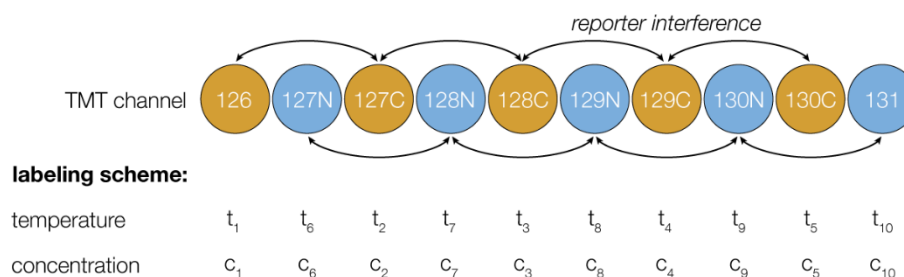 reporter interference
TMT channel 126 127N 127C 128N 128C 129N 129C 130N 130C 131
labeling scheme:
temperature t₁ t₆ t₂ t₇ t₃ t₈ t₄ t₉ t₅ t₁₀
concentration c₁ c₆ c₂ c₇ c₃ c₈ c₄ c₉ c₅ c₁₀